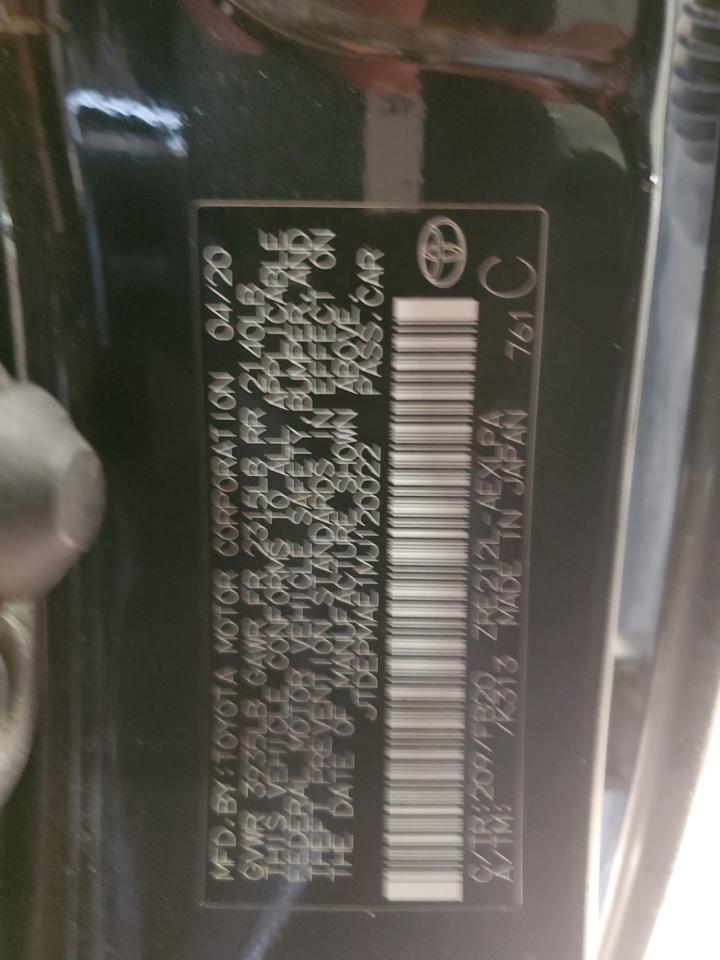 MFD. BY: TOYOTA MOTOR CORPORATION 04/20
GVWR 3935LB GAWR FR 2315LB RR 2140LB
THIS VEHICLE CONFORMS TO ALL APPLICABLE
FEDERAL MOTOR VEHICLE SAFETY, BUMPER, AND
THEFT PREVENTION STANDARDS IN EFFECT ON
THE DATE OF MANUFACTURE SHOWN ABOVE.
JTDEPMAE1MJ120022 PASS. CAR
C/TR: 209/FB20 ZRE212L-AEXLPA
A/TM: /K313 MADE IN JAPAN 761
C